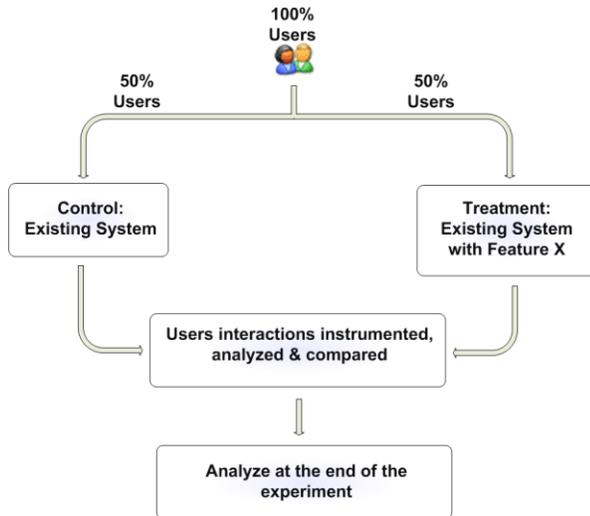 100%
Users
50%
Users
50%
Users
Control:
Existing System
Treatment:
Existing System
with Feature X
Users interactions instrumented,
analyzed & compared
Analyze at the end of the
experiment